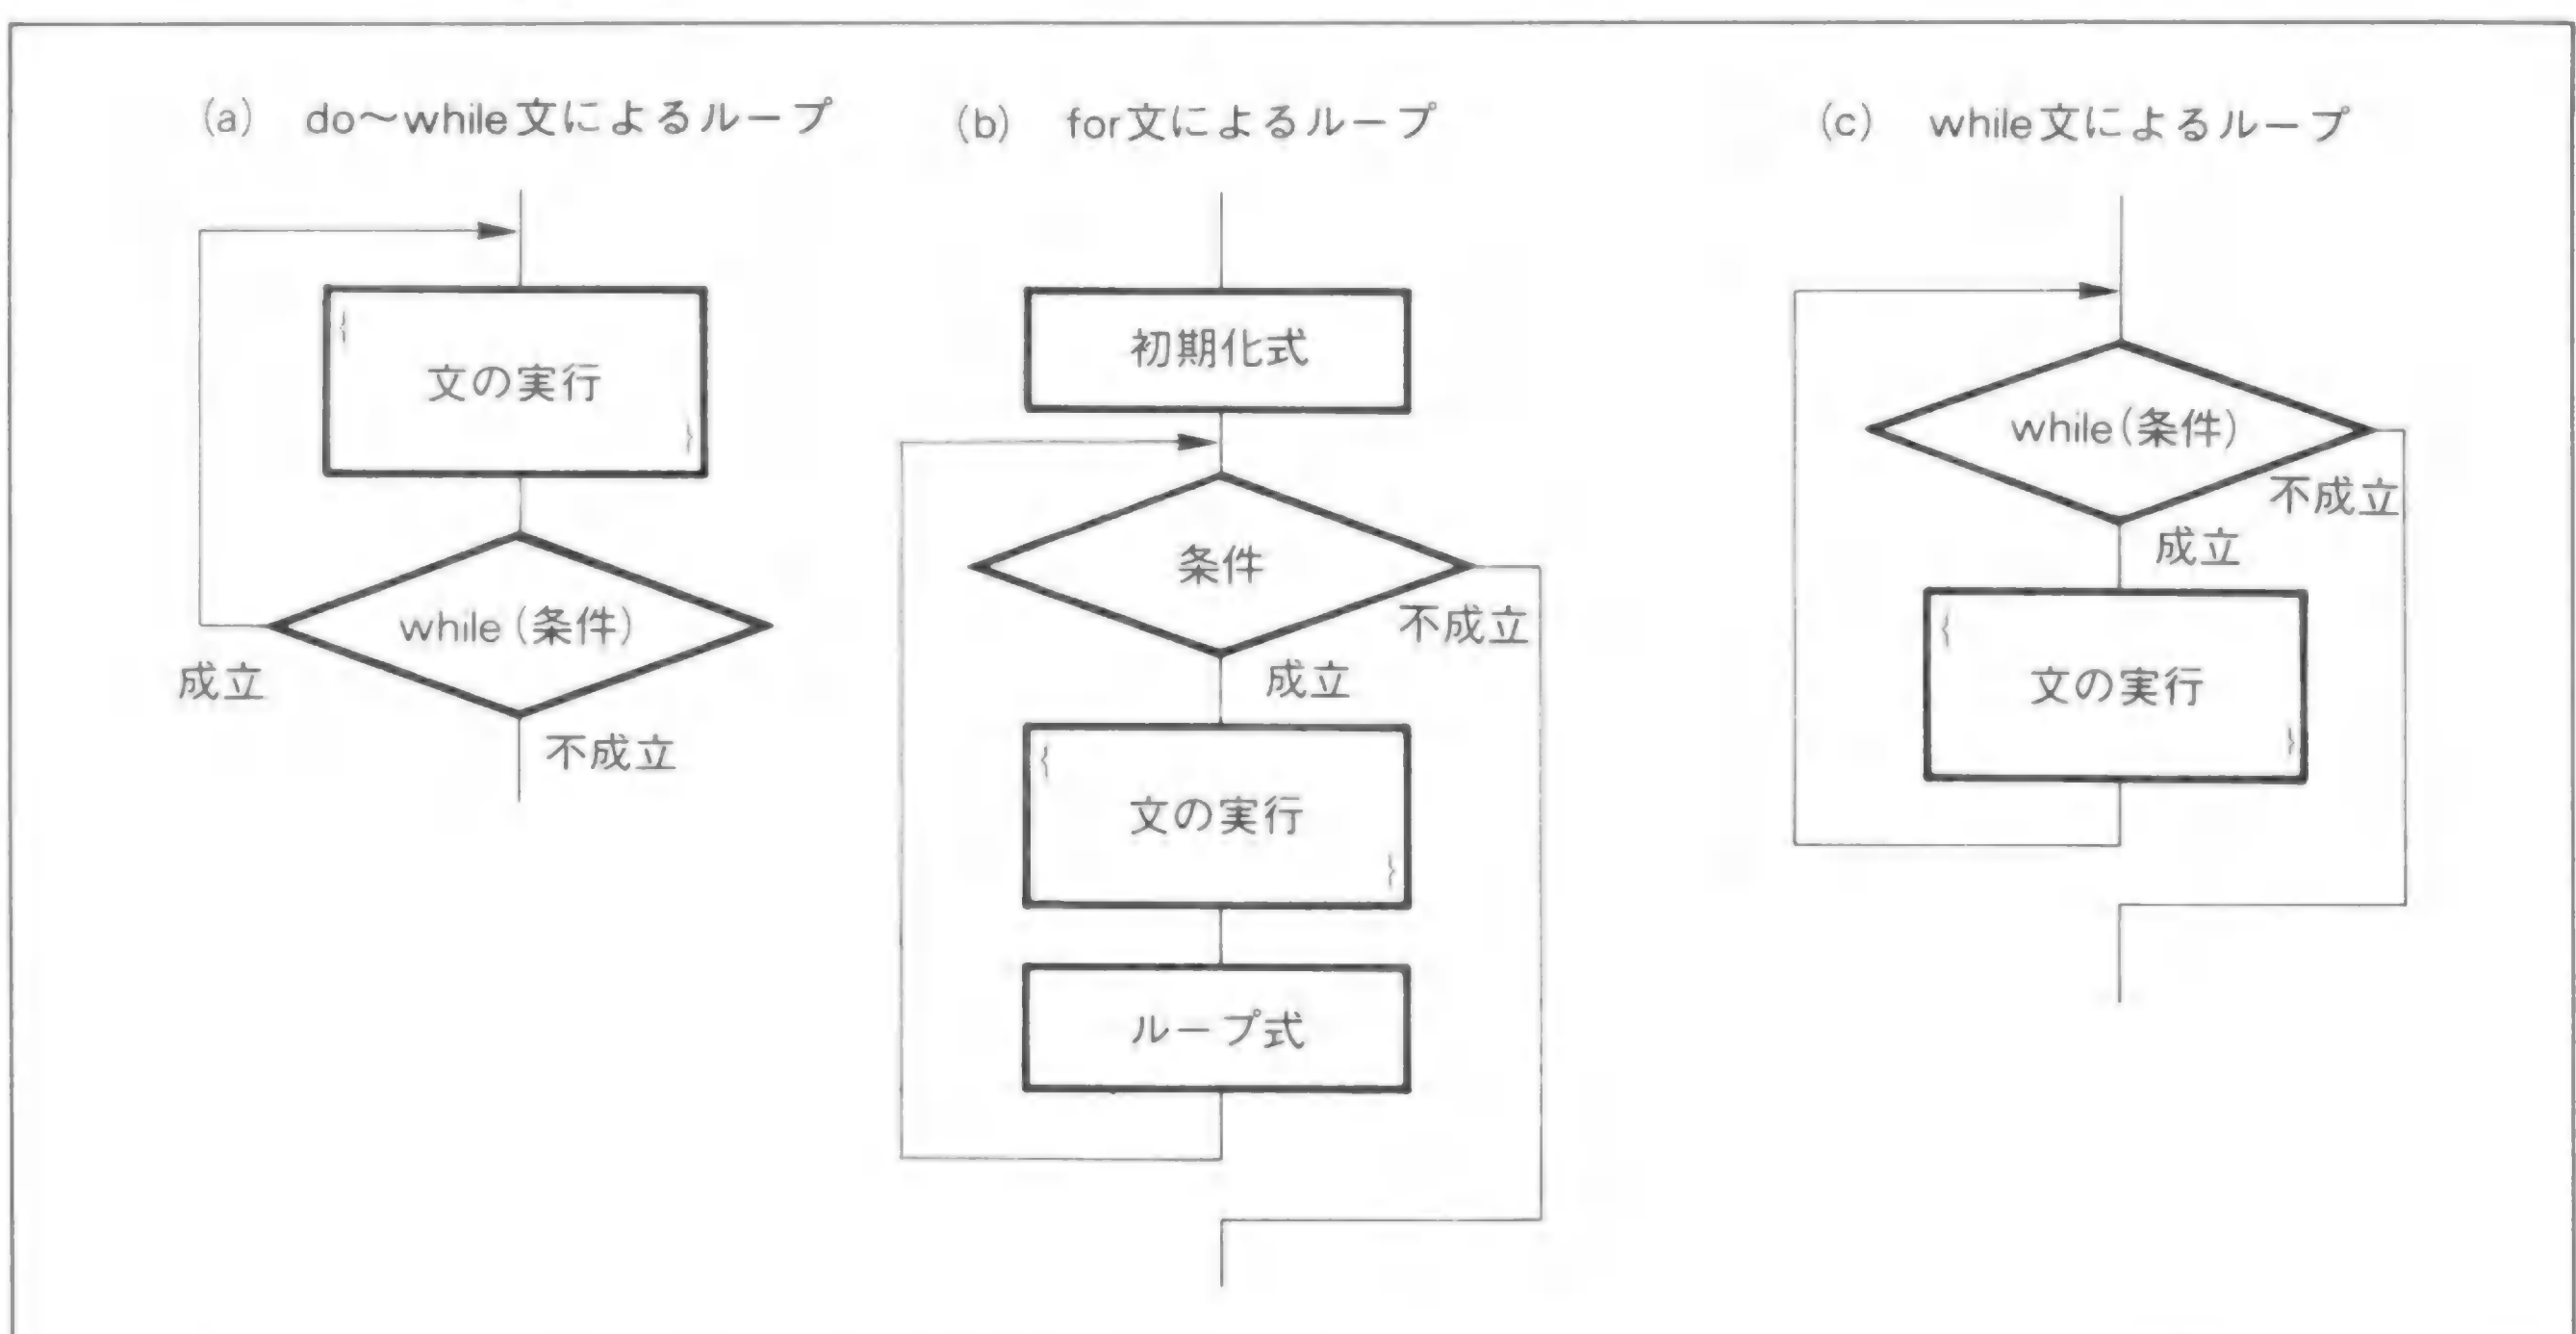 (a) do～while文によるループ
{
文の実行
}
while(条件)
成立
不成立
(b) for文によるループ
初期化式
条件
不成立
成立
{
文の実行
}
ループ式
(c) while文によるループ
while(条件)
不成立
成立
{
文の実行
}